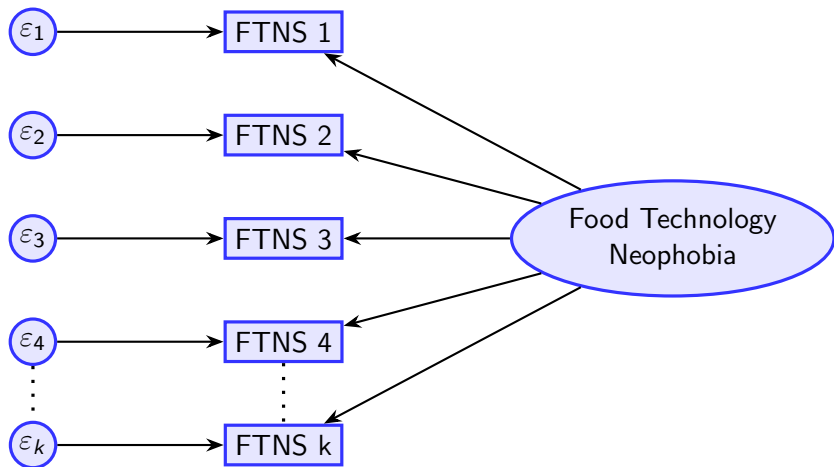 ε1 FTNS 1
ε2 FTNS 2
Food Technology
Neophobia
ε3 FTNS 3
ε4 FTNS 4
εk FTNS k